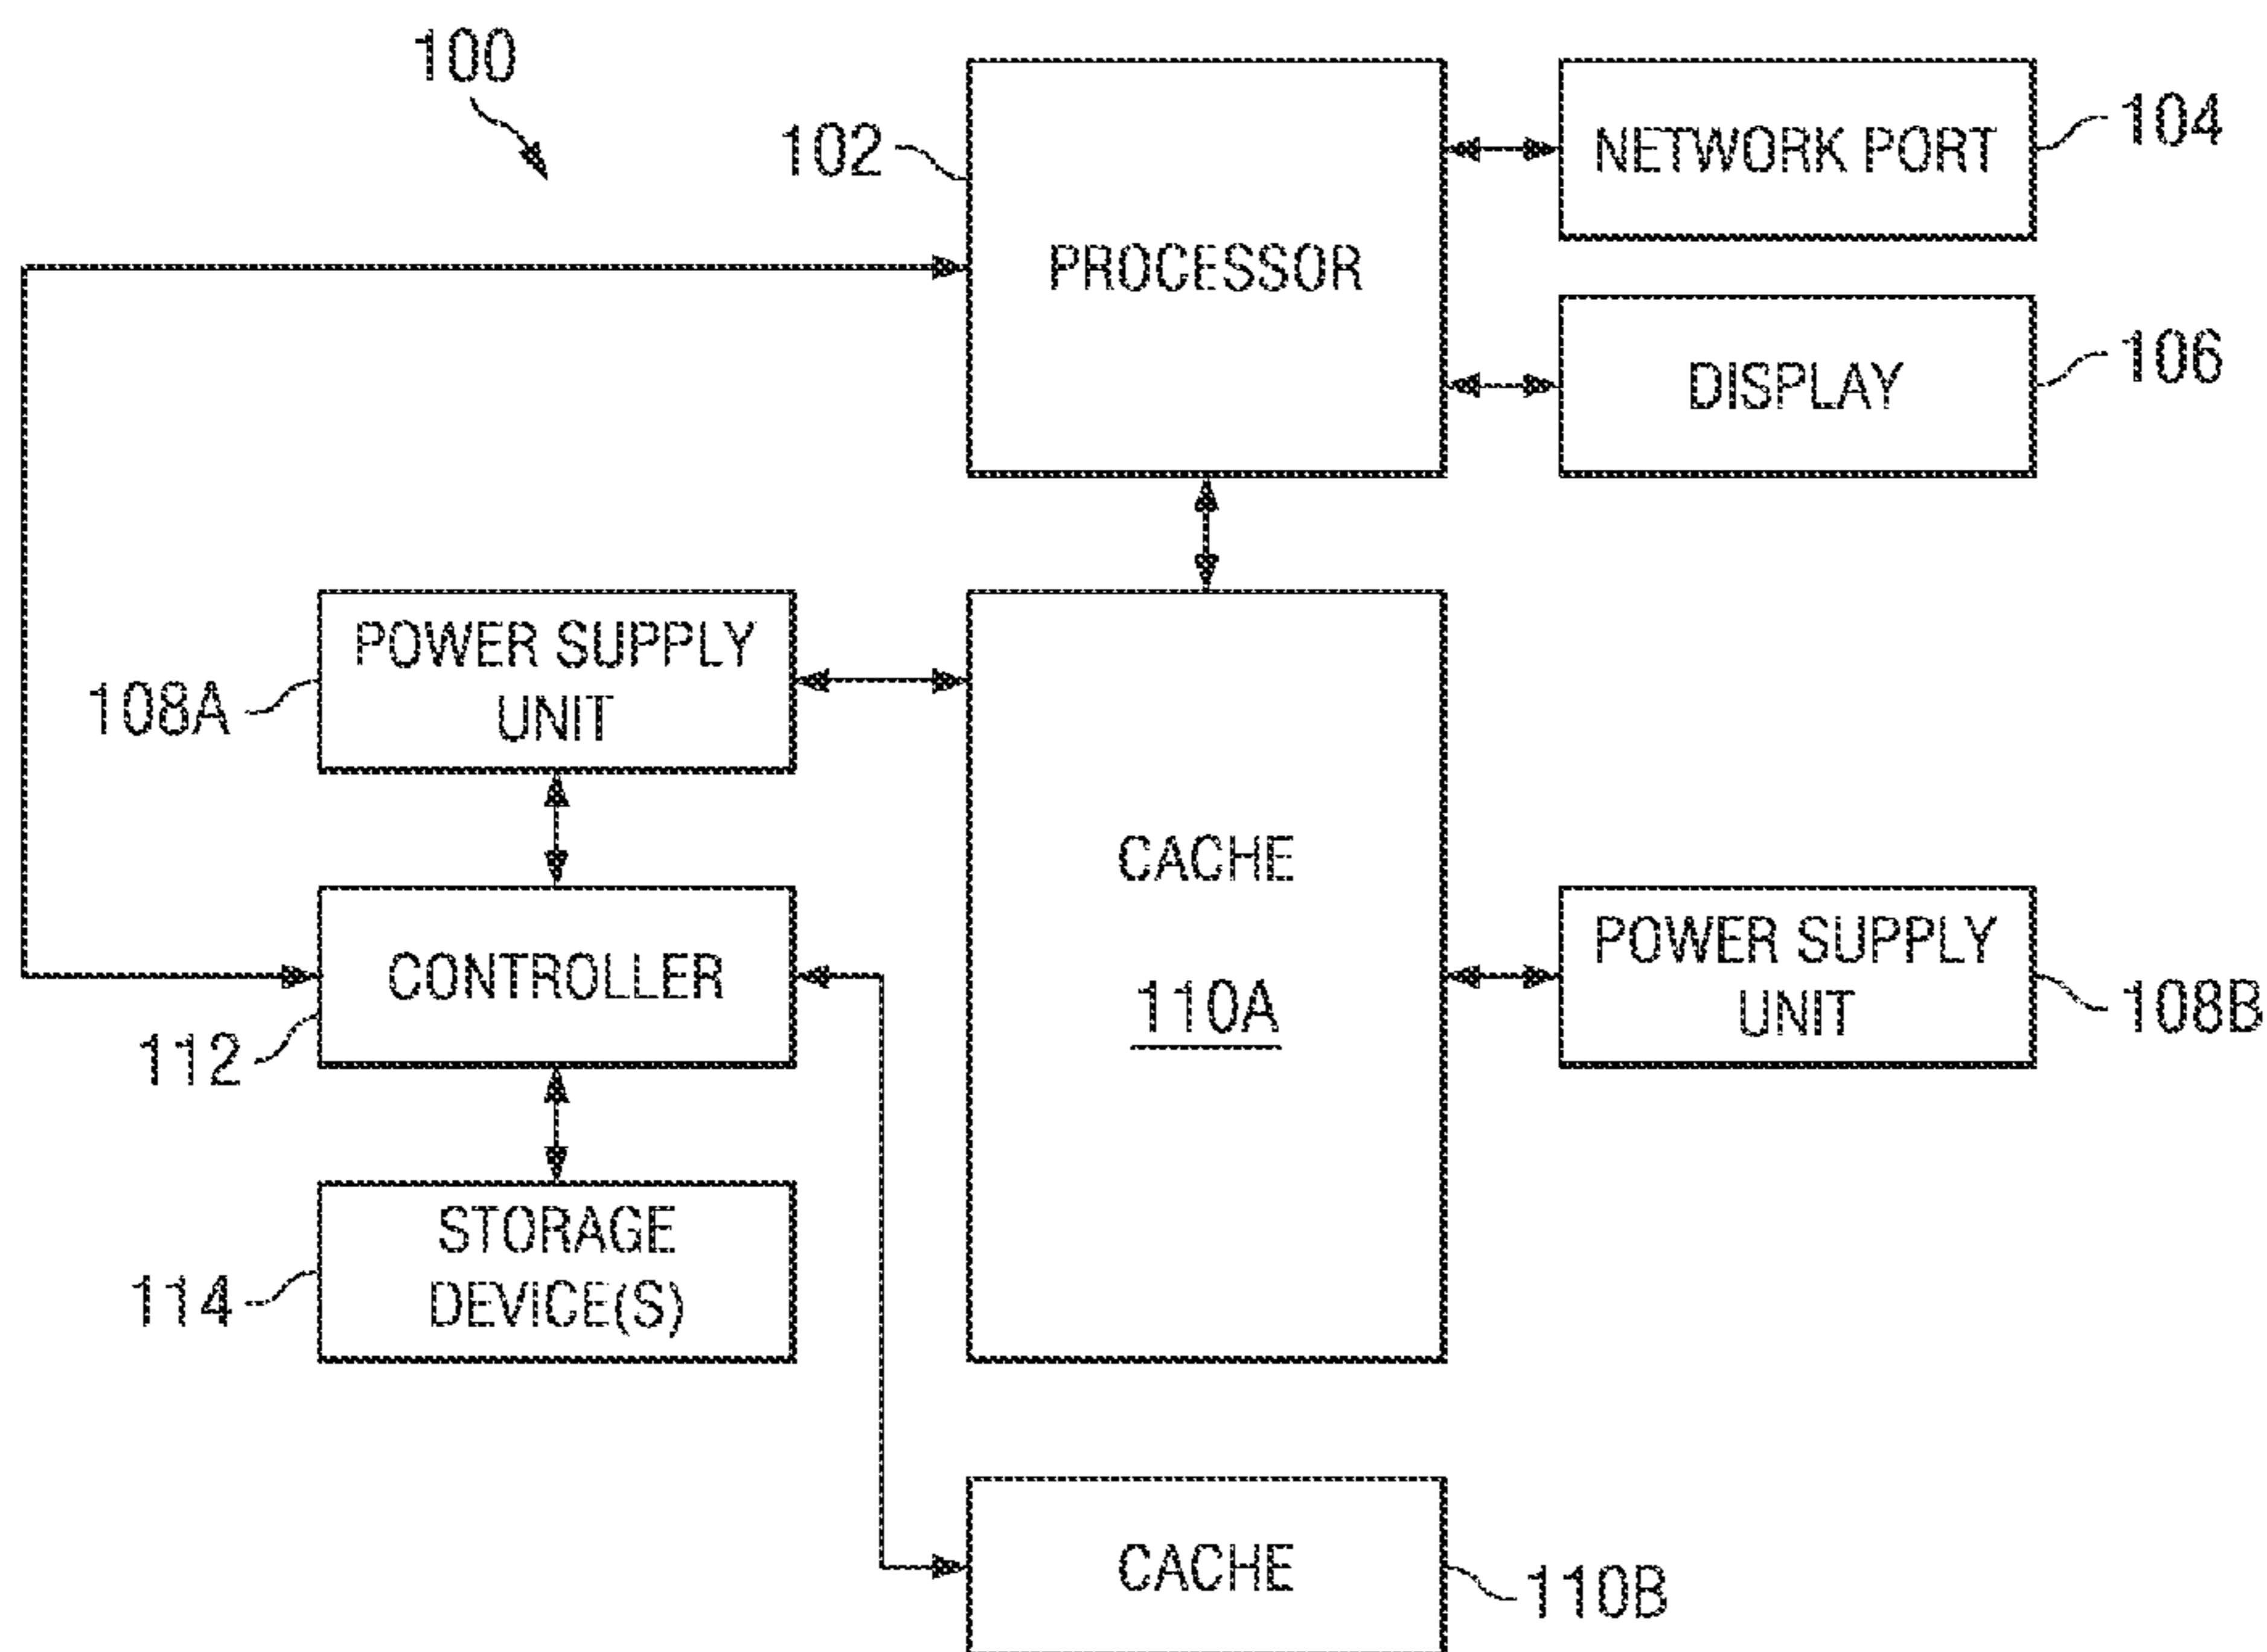 100
102
PROCESSOR
NETWORK PORT
104
DISPLAY
106
POWER SUPPLY
UNIT
108A
CACHE
110A
POWER SUPPLY
UNIT
108B
CONTROLLER
112
STORAGE
DEVICE(S)
114
CACHE
110B